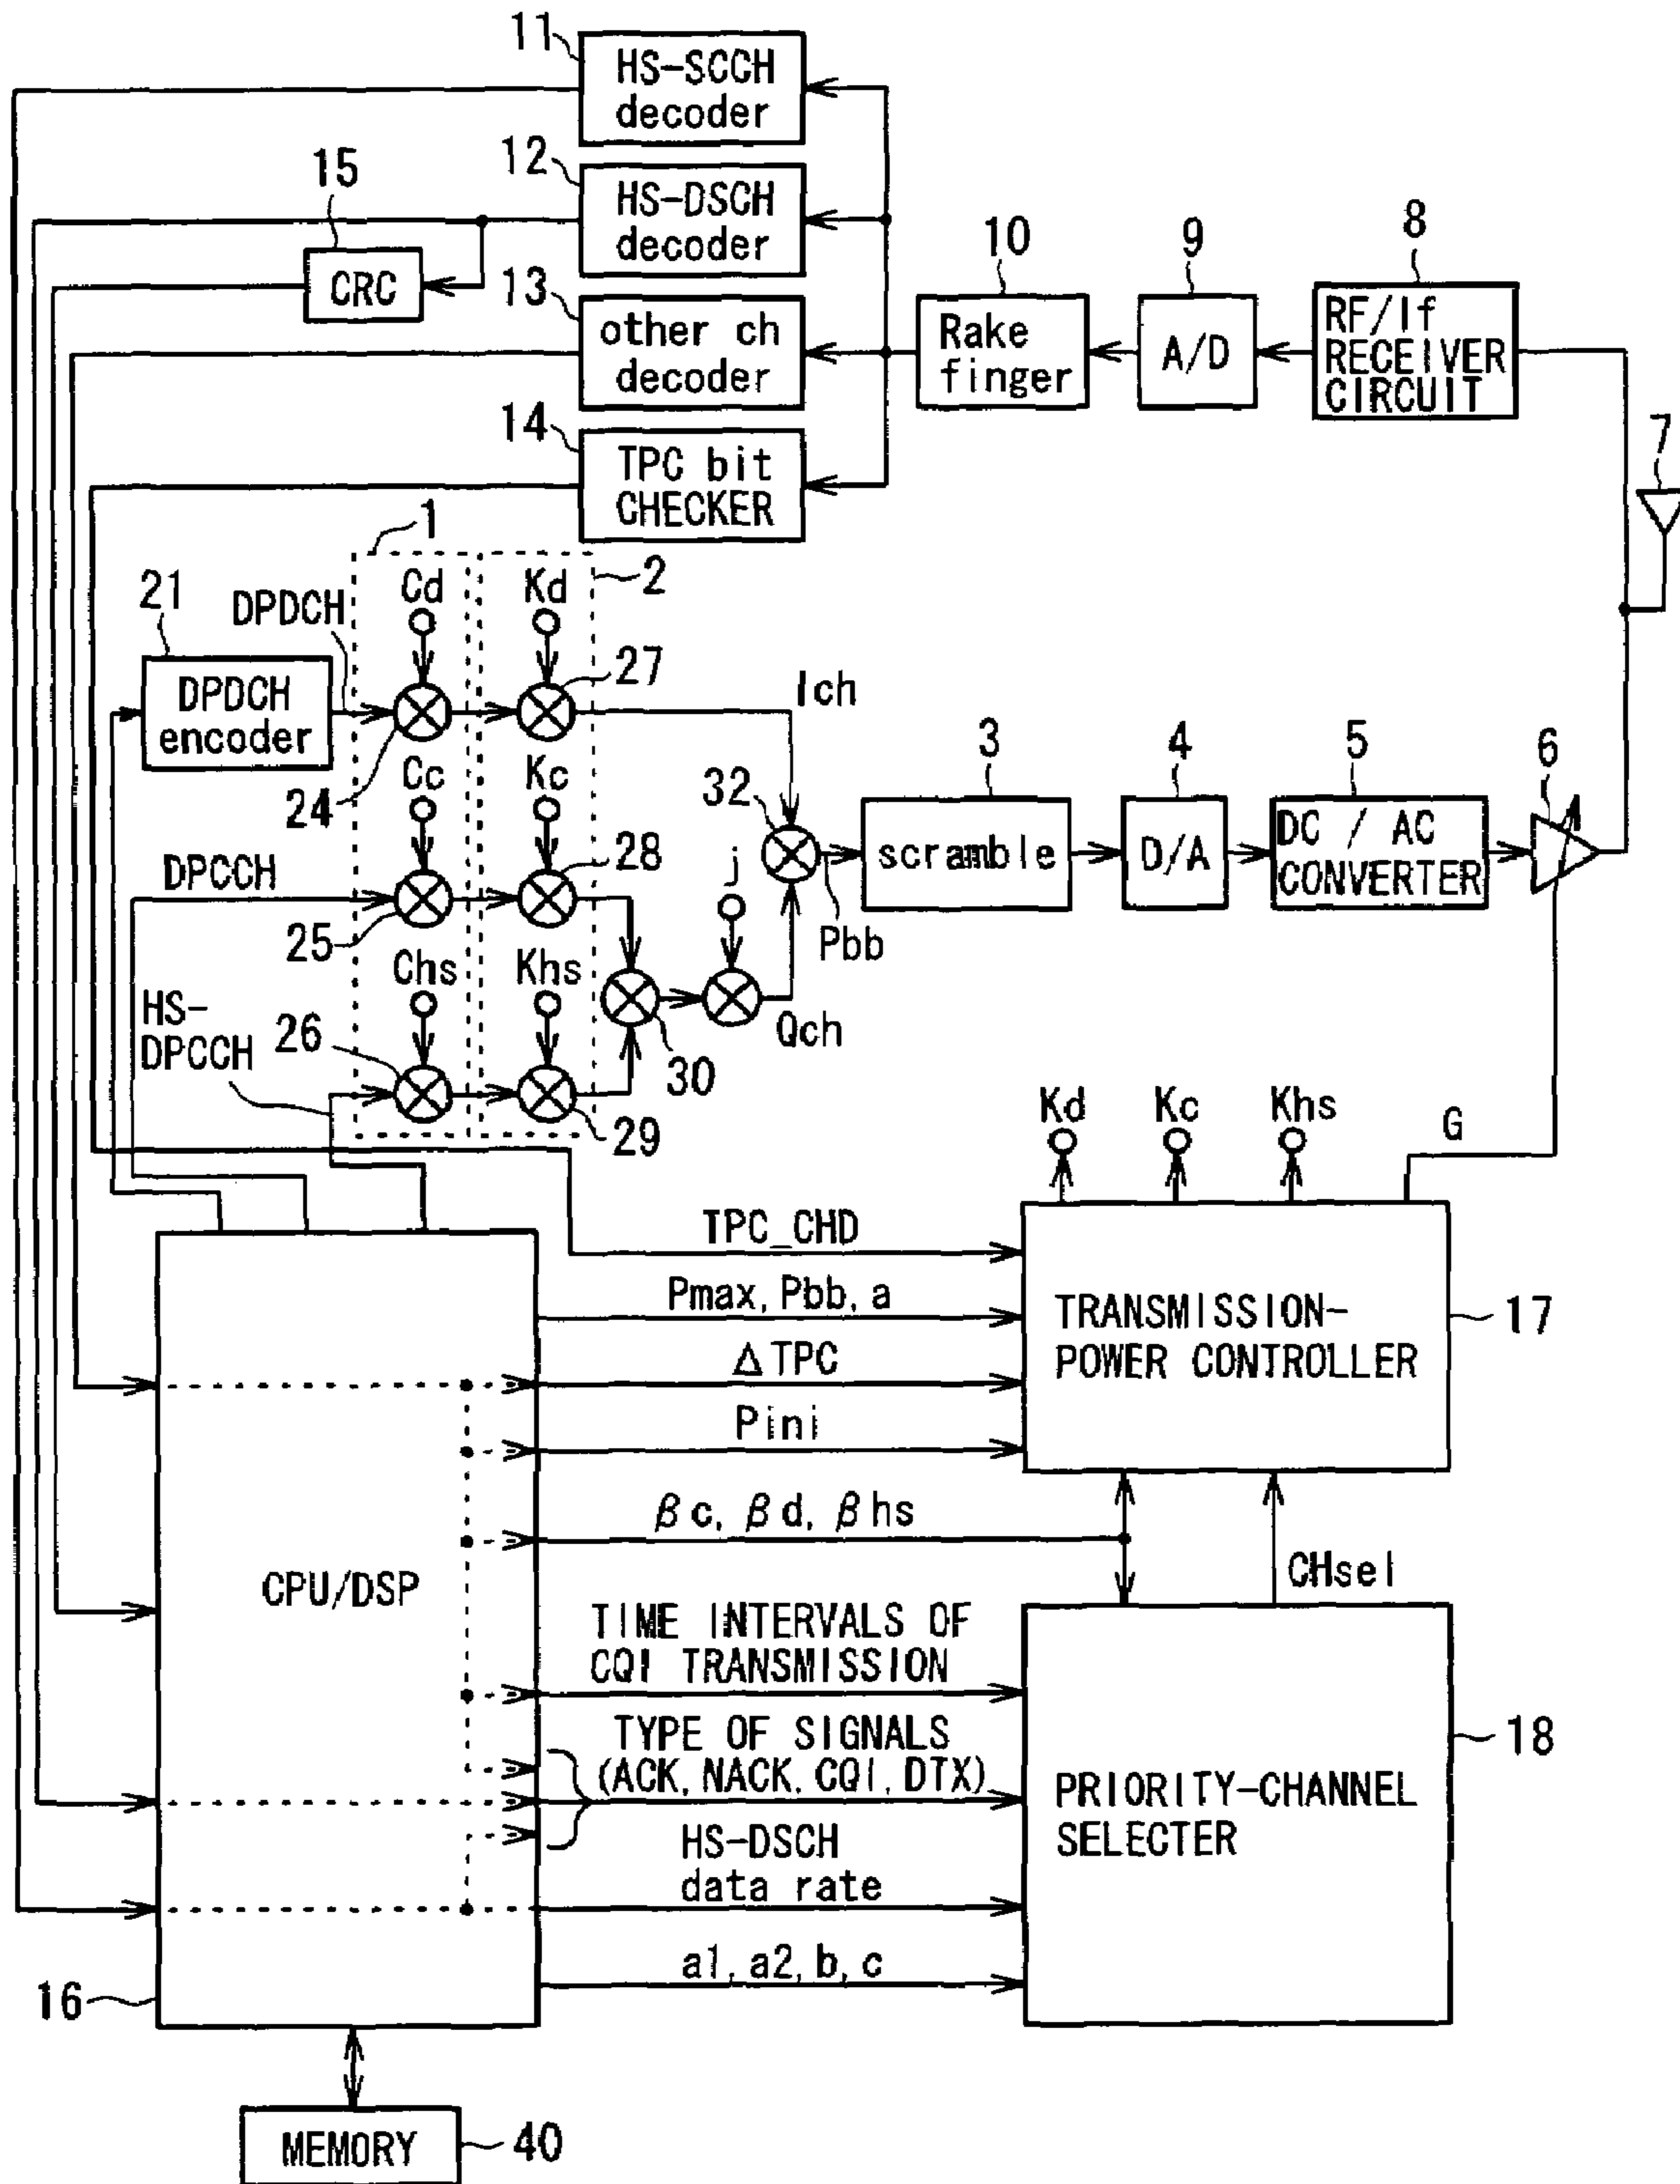 11
HS-SCCH
decoder
12
HS-DSCH
decoder
15
CRC
13
other ch
decoder
14
TPC bit
CHECKER
10
Rake
finger
9
A/D
8
RF/If
RECEIVER
CIRCUIT
7
1
2
21
DPDCH
DPDCH
encoder
Cd
Kd
24
27
Ich
Cc
Kc
DPCCH
25
28
Chs
Khs
HS-
DPCCH
26
29
30
j
Qch
32
Pbb
3
scramble
4
D/A
5
DC / AC
CONVERTER
6
Kd
Kc
Khs
G
TPC_CHD
Pmax, Pbb, a
ΔTPC
Pini
βc, βd, βhs
TRANSMISSION-
POWER CONTROLLER
17
CHsel
CPU/DSP
TIME INTERVALS OF
CQI TRANSMISSION
TYPE OF SIGNALS
(ACK, NACK, CQI, DTX)
HS-DSCH
data rate
a1, a2, b, c
PRIORITY-CHANNEL
SELECTER
18
16
MEMORY
40